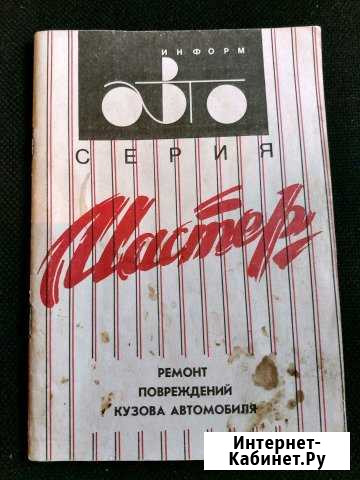 ИНФОРМ
АВТО
СЕРИЯ
Мастер
РЕМОНТ
ПОВРЕЖДЕНИЙ
КУЗОВА АВТОМОБИЛЯ
Интернет-
Кабинет.Ру